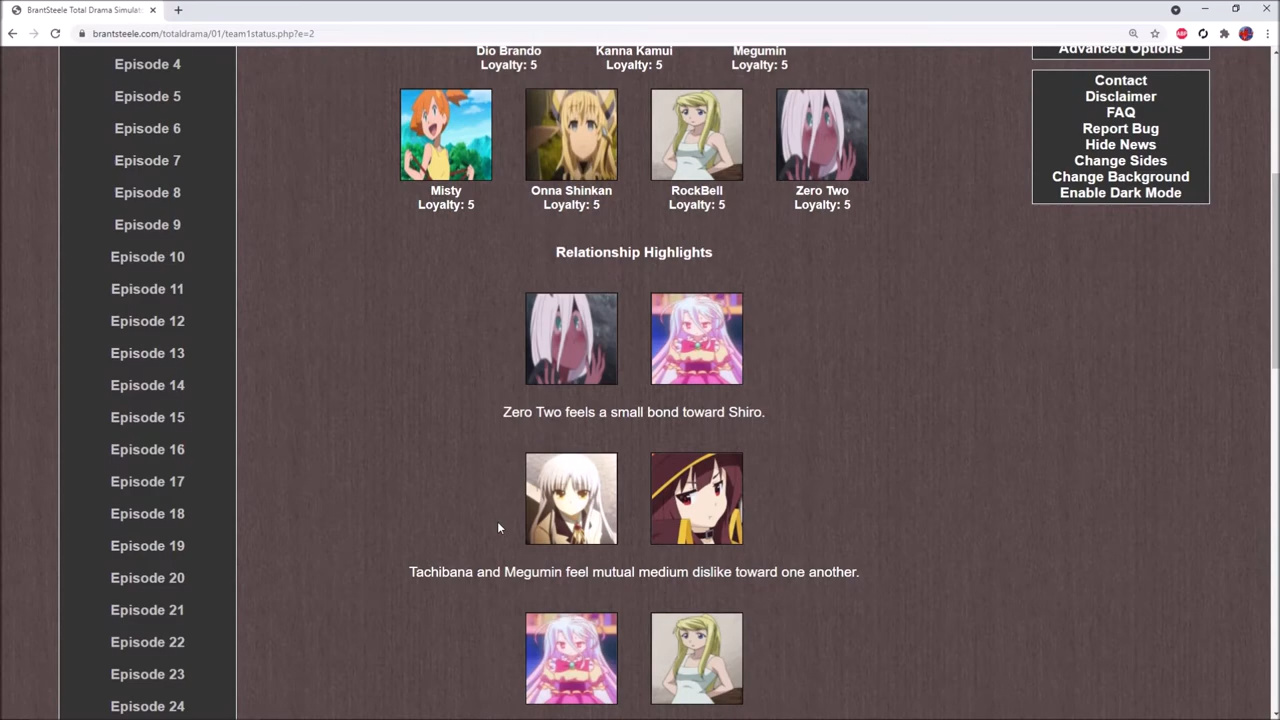 BrantSteele Total Drama Simulat
brantsteele.com/totaldrama/01/team1status.php?e=2
Episode 4
Episode 5
Episode 6
Episode 7
Episode 8
Episode 9
Episode 10
Episode 11
Episode 12
Episode 13
Episode 14
Episode 15
Episode 16
Episode 17
Episode 18
Episode 19
Episode 20
Episode 21
Episode 22
Episode 23
Episode 24
Dio Brando
Loyalty: 5
Kanna Kamui
Loyalty: 5
Megumin
Loyalty: 5
Misty
Loyalty: 5
Onna Shinkan
Loyalty: 5
RockBell
Loyalty: 5
Zero Two
Loyalty: 5
Relationship Highlights
Zero Two feels a small bond toward Shiro.
Tachibana and Megumin feel mutual medium dislike toward one another.
Advanced Options
Contact
Disclaimer
FAQ
Report Bug
Hide News
Change Sides
Change Background
Enable Dark Mode
ABP